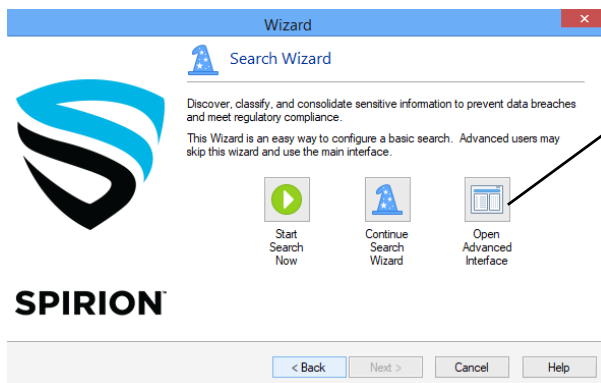 Wizard
Search Wizard
Discover, classify, and consolidate sensitive information to prevent data breaches
and meet regulatory compliance.
This Wizard is an easy way to configure a basic search.  Advanced users may
skip this wizard and use the main interface.
Start
Search
Now
Continue
Search
Wizard
Open
Advanced
Interface
SPIRION™
< Back
Next >
Cancel
Help